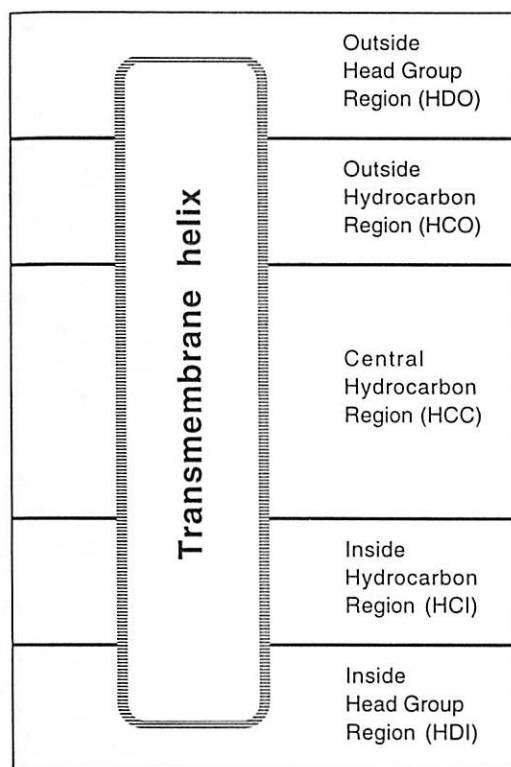 Outside
Head Group
Region (HDO)
Outside
Hydrocarbon
Region (HCO)
Transmembrane helix
Central
Hydrocarbon
Region (HCC)
Inside
Hydrocarbon
Region (HCI)
Inside
Head Group
Region (HDI)